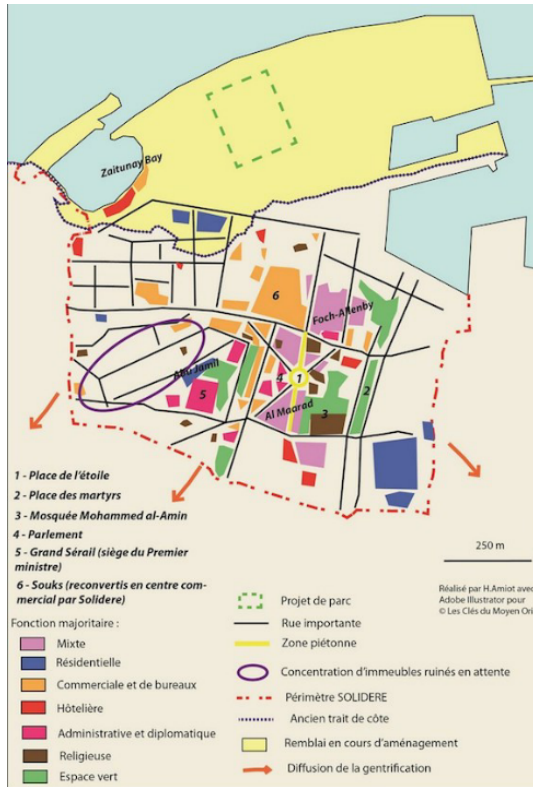 Zaitunay Bay
6
Foch-Allenby
Abu Jamil
4
1
2
5
Al Maarad
3
1 - Place de l'étoile
2 - Place des martyrs
3 - Mosquée Mohammed al-Amin
4 - Parlement
5 - Grand Sérail (siège du Premier
ministre)
6 - Souks (reconvertis en centre com-
mercial par Solidere)
250 m
Réalisé par H.Amiot avec
Adobe Illustrator pour
© Les Clés du Moyen Ori
Fonction majoritaire :
Mixte
Résidentielle
Commerciale et de bureaux
Hôtelière
Administrative et diplomatique
Religieuse
Espace vert
Projet de parc
Rue importante
Zone piétonne
Concentration d'immeubles ruinés en attente
Périmètre SOLIDERE
Ancien trait de côte
Remblai en cours d'aménagement
Diffusion de la gentrification